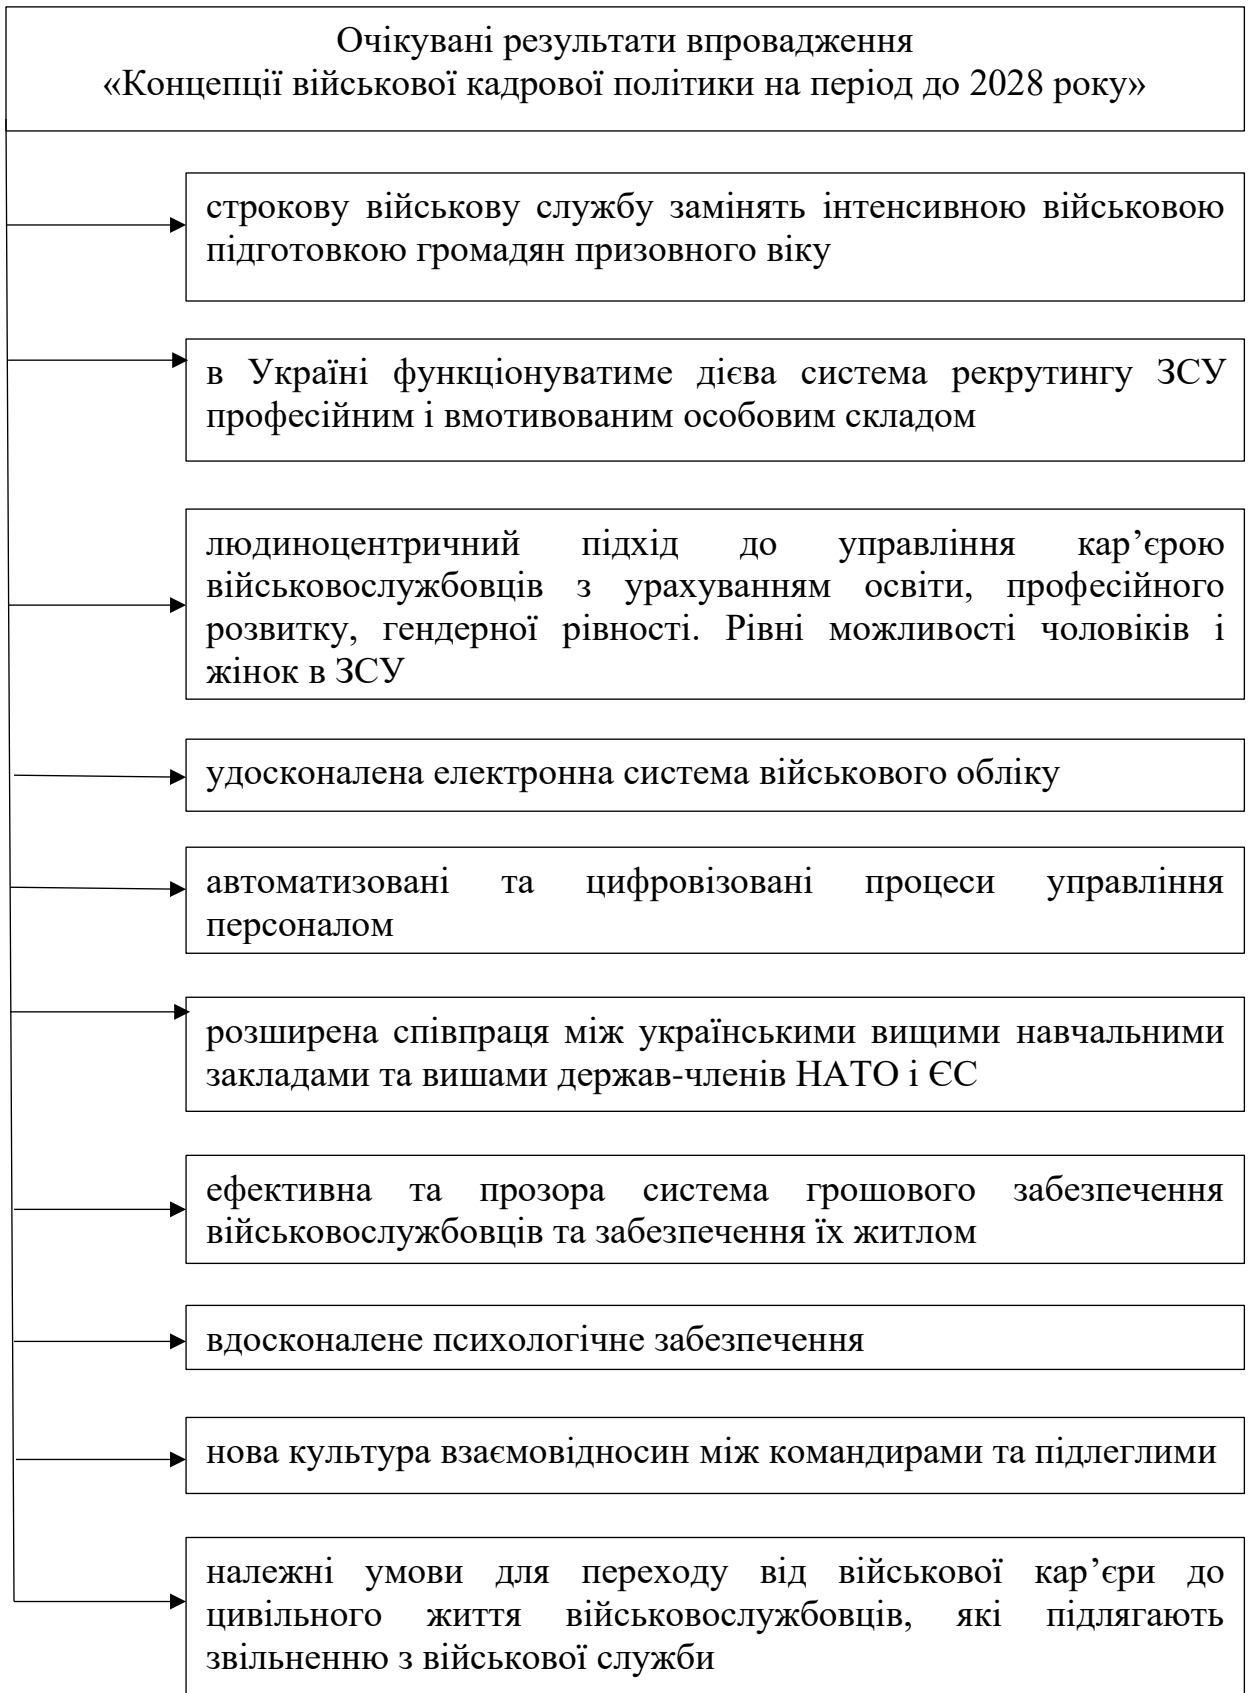 Очікувані результати впровадження
«Концепції військової кадрової політики на період до 2028 року»
строкову військову службу замінять інтенсивною військовою
підготовкою громадян призовного віку
в Україні функціонуватиме дієва система рекрутингу ЗСУ
професійним і вмотивованим особовим складом
людиноцентричний підхід до управління кар’єрою
військовослужбовців з урахуванням освіти, професійного
розвитку, гендерної рівності. Рівні можливості чоловіків і
жінок в ЗСУ
удосконалена електронна система військового обліку
автоматизовані та цифровізовані процеси управління
персоналом
розширена співпраця між українськими вищими навчальними
закладами та вишами держав-членів НАТО і ЄС
ефективна та прозора система грошового забезпечення
військовослужбовців та забезпечення їх житлом
вдосконалене психологічне забезпечення
нова культура взаємовідносин між командирами та підлеглими
належні умови для переходу від військової кар’єри до
цивільного життя військовослужбовців, які підлягають
звільненню з військової служби